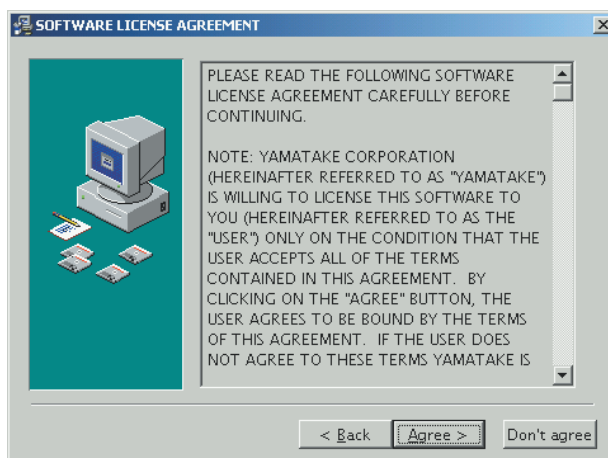 SOFTWARE LICENSE AGREEMENT
PLEASE READ THE FOLLOWING SOFTWARE
LICENSE AGREEMENT CAREFULLY BEFORE
CONTINUING.
NOTE: YAMATAKE CORPORATION
(HEREINAFTER REFERRED TO AS "YAMATAKE")
IS WILLING TO LICENSE THIS SOFTWARE TO
YOU (HEREINAFTER REFERRED TO AS THE
"USER") ONLY ON THE CONDITION THAT THE
USER ACCEPTS ALL OF THE TERMS
CONTAINED IN THIS AGREEMENT.  BY
CLICKING ON THE "AGREE" BUTTON, THE
USER AGREES TO BE BOUND BY THE TERMS
OF THIS AGREEMENT.  IF THE USER DOES
NOT AGREE TO THESE TERMS YAMATAKE IS
< Back Agree > Don't agree